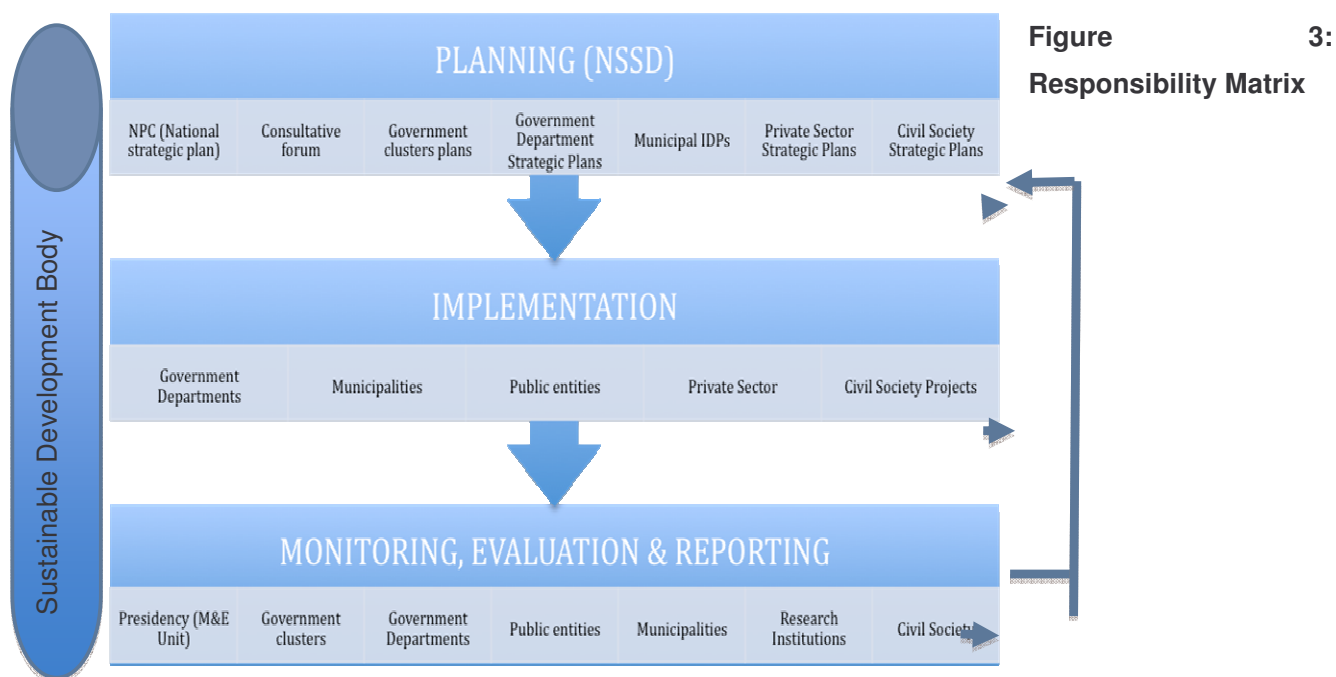 Figure 3:
Responsibility Matrix
Sustainable Development Body
PLANNING (NSSD)
NPC (National
strategic plan)
Consultative
forum
Government
clusters plans
Government
Department
Strategic Plans
Municipal IDPs
Private Sector
Strategic Plans
Civil Society
Strategic Plans
IMPLEMENTATION
Government
Departments
Municipalities
Public entities
Private Sector
Civil Society Projects
MONITORING, EVALUATION & REPORTING
Presidency (M&E
Unit)
Government
clusters
Government
Departments
Public entities
Municipalities
Research
Institutions
Civil Society